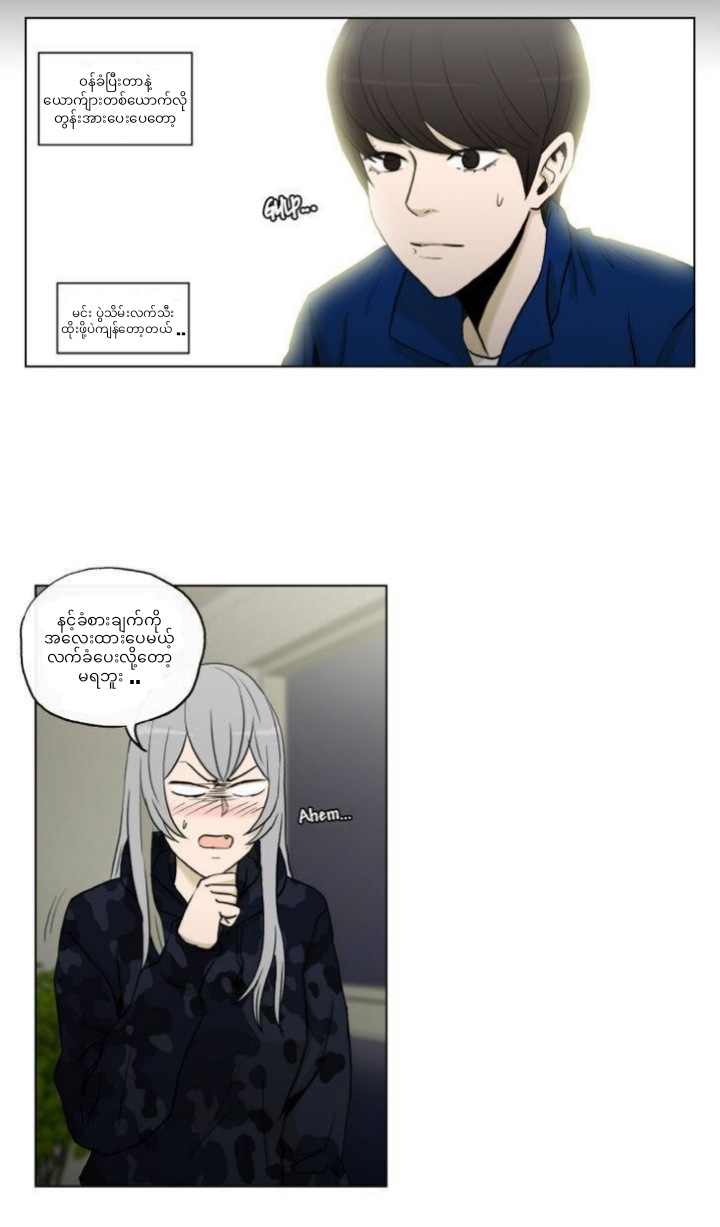 ဝန်ခံပြီးတာနဲ့
ယောကျ်ားတစ်ယောက်လို
တွန်းအားပေးပေတော့
GMLP...
မင်း ပွဲသိမ်းလက်သီး
ထိုးဖို့ပဲကျန်တော့တယ် ..
နင့်ခံစားချက်ကို
အလေးထားပေမယ့်
လက်ခံပေးလို့တော့
မရဘူး ..
Ahem...